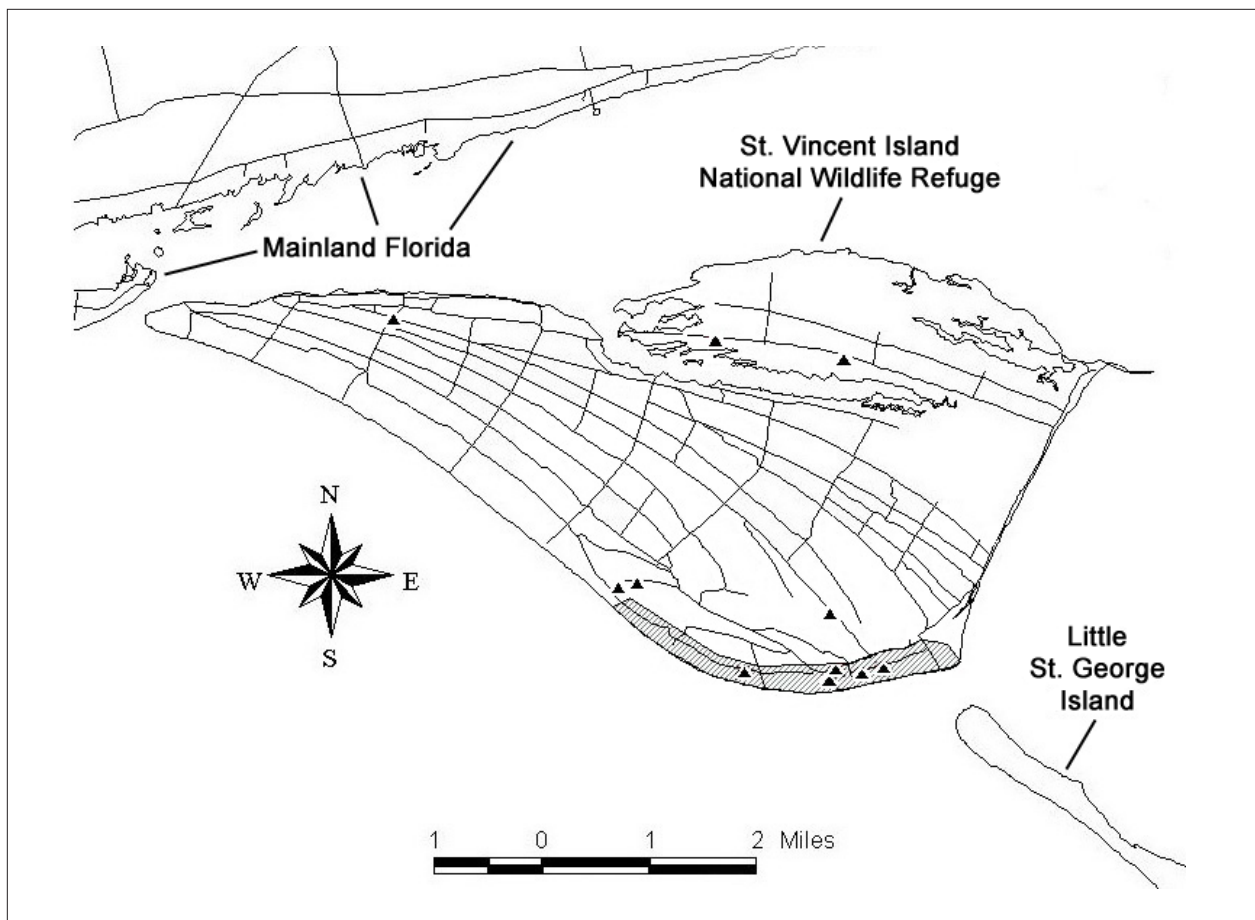 St. Vincent Island
National Wildlife Refuge
Mainland Florida
N
W E
S
Little
St. George
Island
1 0 1 2 Miles